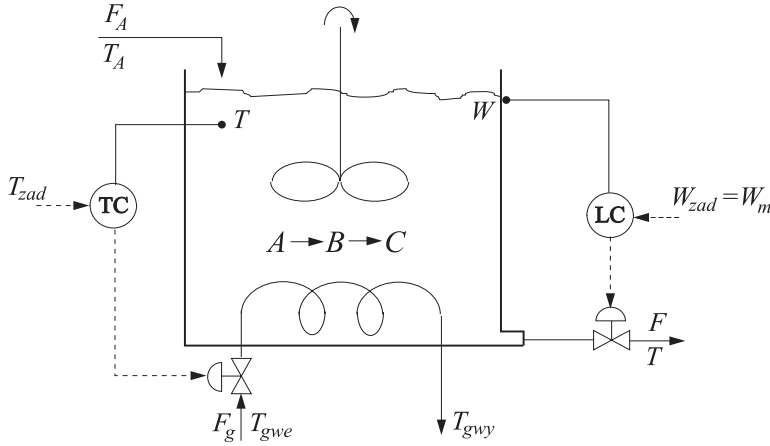 F_A
T_A
T
W
T_zad
TC
LC
W_zad = W_m
A → B → C
F
T
F_g T_gwe
T_gwy